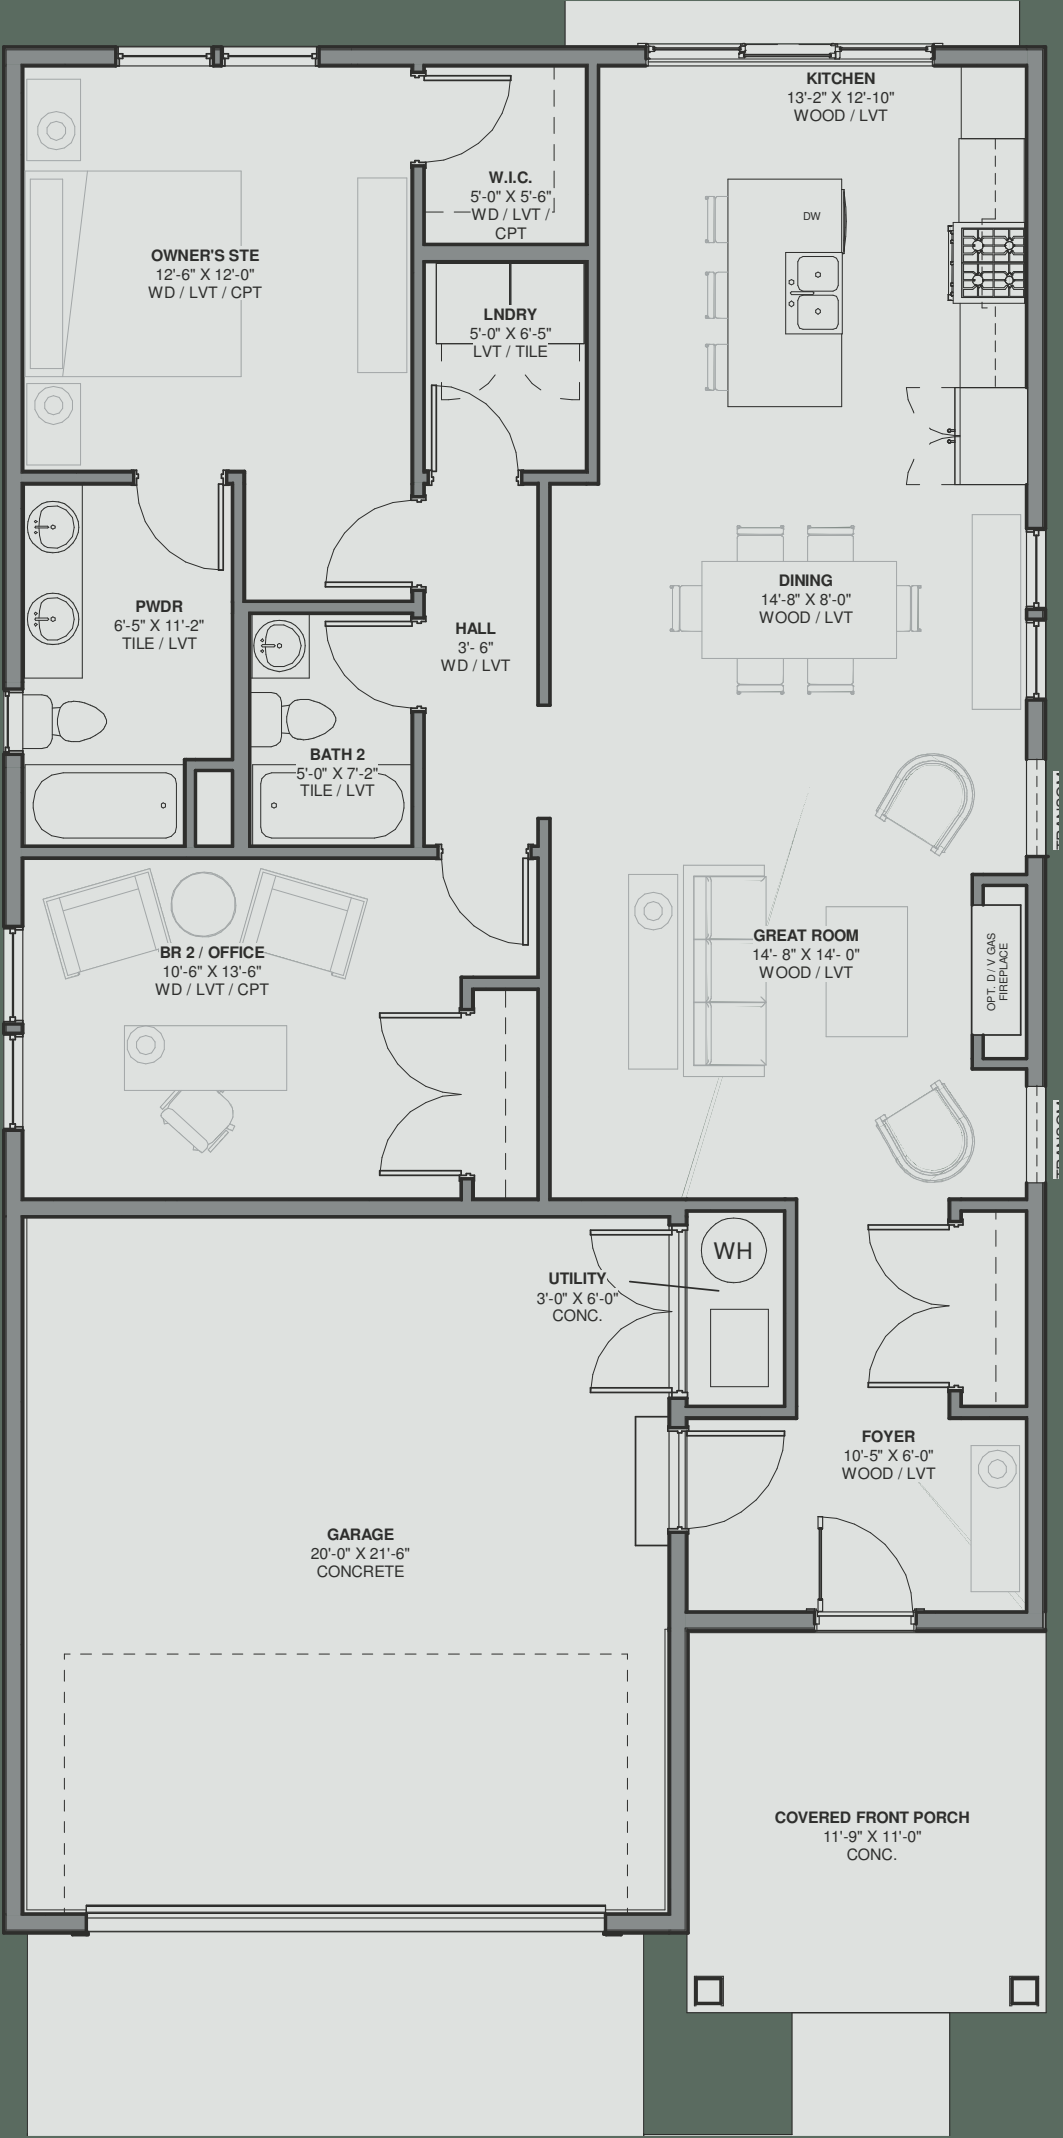 KITCHEN
13'-2" X 12'-10"
WOOD / LVT
W.I.C.
5'-0" X 5'-6"
WD / LVT /
CPT
DW
OWNER'S STE
12'-6" X 12'-0"
WD / LVT / CPT
LNDRY
5'-0" X 6'-5"
LVT / TILE
DINING
14'-8" X 8'-0"
WOOD / LVT
PWDR
6'-5" X 11'-2"
TILE / LVT
HALL
3'- 6"
WD / LVT
BATH 2
5'-0" X 7'-2"
TILE / LVT
TRANSOM
GREAT ROOM
14'- 8" X 14'- 0"
WOOD / LVT
OPT. D / V GAS
FIREPLACE
BR 2 / OFFICE
10'-6" X 13'-6"
WD / LVT / CPT
TRANSOM
WH
UTILITY
3'-0" X 6'-0"
CONC.
FOYER
10'-5" X 6'-0"
WOOD / LVT
GARAGE
20'-0" X 21'-6"
CONCRETE
COVERED FRONT PORCH
11'-9" X 11'-0"
CONC.